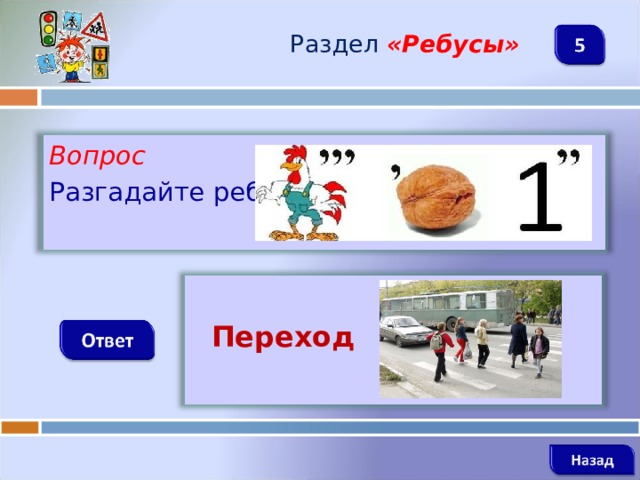 Раздел «Ребусы»
5
Вопрос
Разгадайте реб
,,, , 1 ,,
Ответ
Переход
Назад